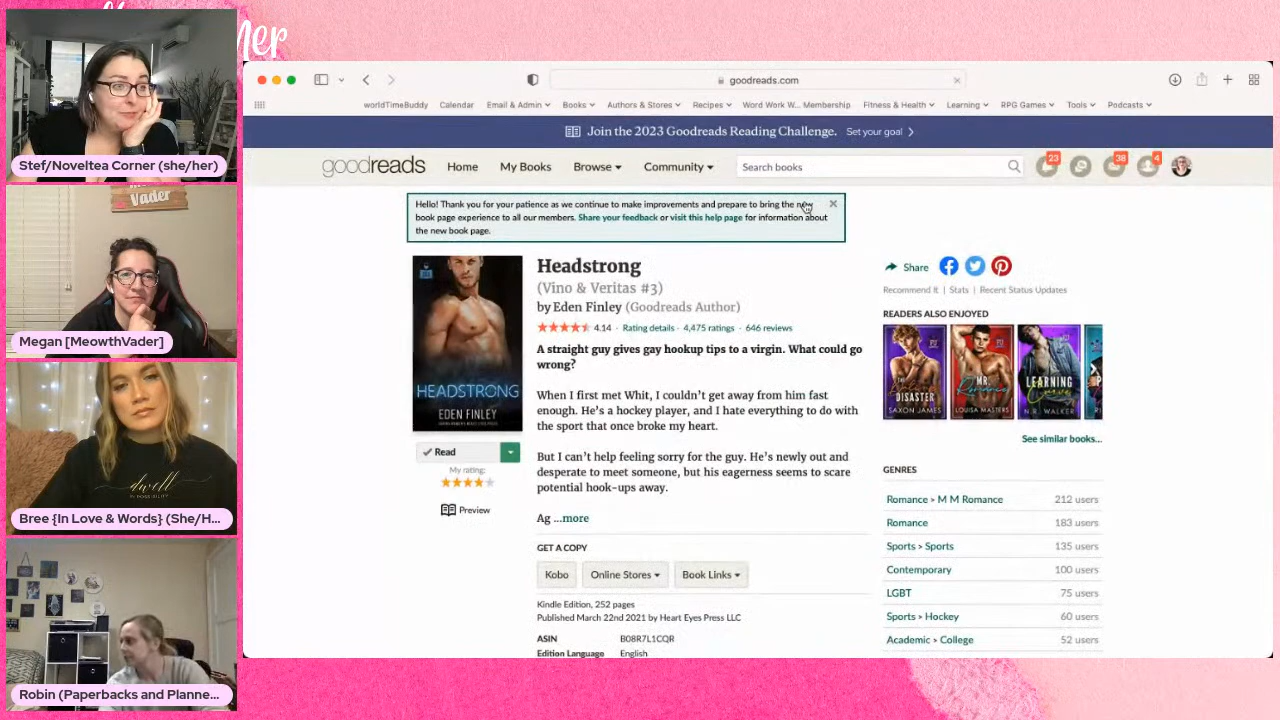 Stef/Noveltea Corner (she/her)
Vader
Megan [MeowthVader]
dwell
Bree {In Love & Words} (She/H...
Robin (Paperbacks and Planne...
goodreads.com
worldTimeBuddy
Calendar
Email & Admin
Books
Authors & Stores
Recipes
Word Work W... Membership
Fitness & Health
Learning
RPG Games
Tools
Podcasts
Join the 2023 Goodreads Reading Challenge. Set your goal
goodreads
Home
My Books
Browse
Community
Search books
23
38
4
Hello! Thank you for your patience as we continue to make improvements and prepare to bring the new
book page experience to all our members. Share your feedback or visit this help page for information about
the new book page.
HEADSTRONG
EDEN FINLEY
Read
My rating:
Preview
Headstrong
(Vino & Veritas #3)
by Eden Finley (Goodreads Author)
4.14 · Rating details · 4,475 ratings · 646 reviews
A straight guy gives gay hookup tips to a virgin. What could go
wrong?
When I first met Whit, I couldn't get away from him fast
enough. He's a hockey player, and I hate everything to do with
the sport that once broke my heart.
But I can't help feeling sorry for the guy. He's newly out and
desperate to meet someone, but his eagerness seems to scare
potential hook-ups away.
Ag ...more
GET A COPY
Kobo
Online Stores
Book Links
Kindle Edition, 252 pages
Published March 22nd 2021 by Heart Eyes Press LLC
ASIN B08R7L1CQR
Edition Language English
Share
Recommend It | Stats | Recent Status Updates
READERS ALSO ENJOYED
DISASTER
SAXON JAMES
MR.
Romance
LOUISA MASTERS
LEARNING
Curve
N.R. WALKER
See similar books...
GENRES
Romance > M M Romance 212 users
Romance 183 users
Sports > Sports 135 users
Contemporary 100 users
LGBT 75 users
Sports > Hockey 60 users
Academic > College 52 users